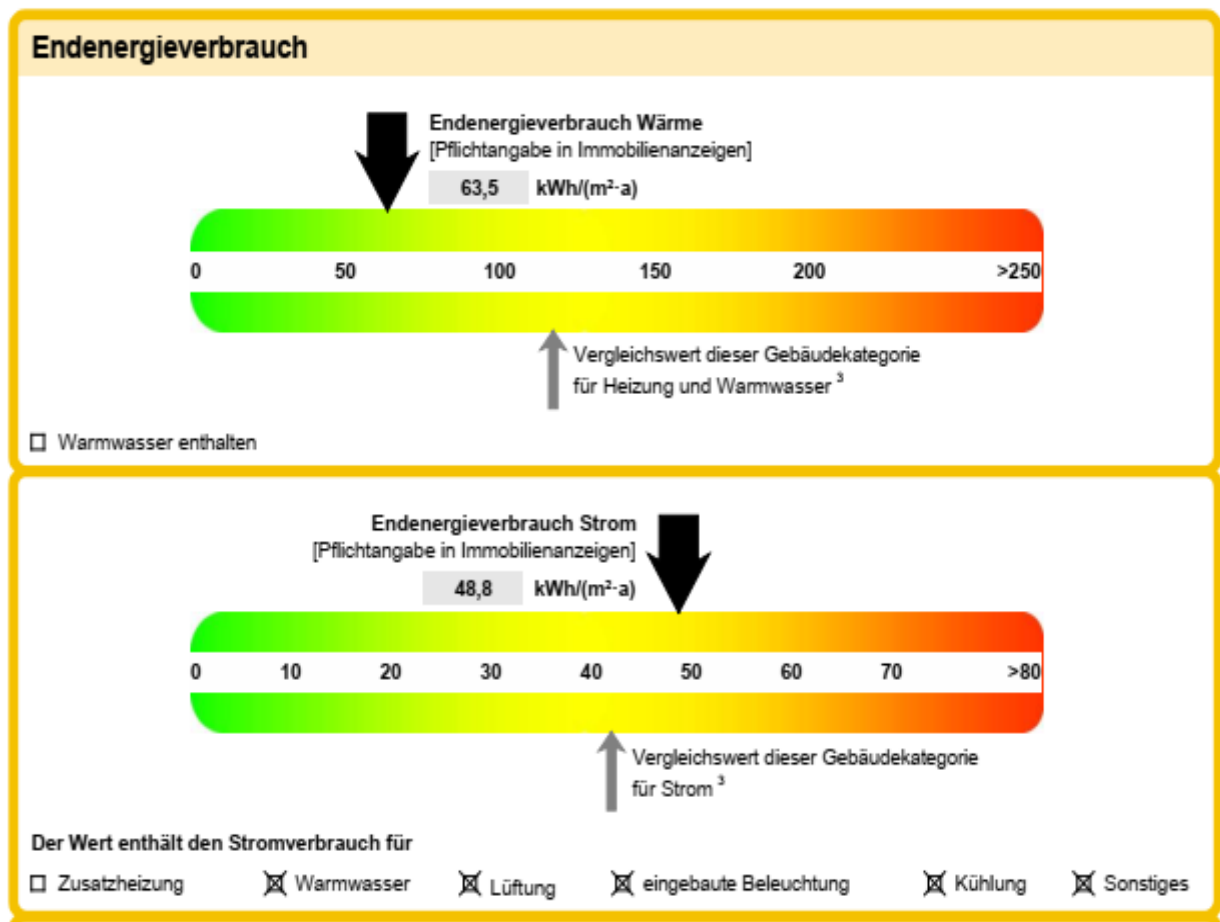 Endenergieverbrauch
Endenergieverbrauch Wärme
[Pflichtangabe in Immobilienanzeigen]
63,5 kWh/(m²·a)
0 50 100 150 200 >250
Vergleichswert dieser Gebäudekategorie
für Heizung und Warmwasser ³
☐ Warmwasser enthalten
Endenergieverbrauch Strom
[Pflichtangabe in Immobilienanzeigen]
48,8 kWh/(m²·a)
0 10 20 30 40 50 60 70 >80
Vergleichswert dieser Gebäudekategorie
für Strom ³
Der Wert enthält den Stromverbrauch für
☐ Zusatzheizung ☒ Warmwasser ☒ Lüftung ☒ eingebaute Beleuchtung ☒ Kühlung ☒ Sonstiges